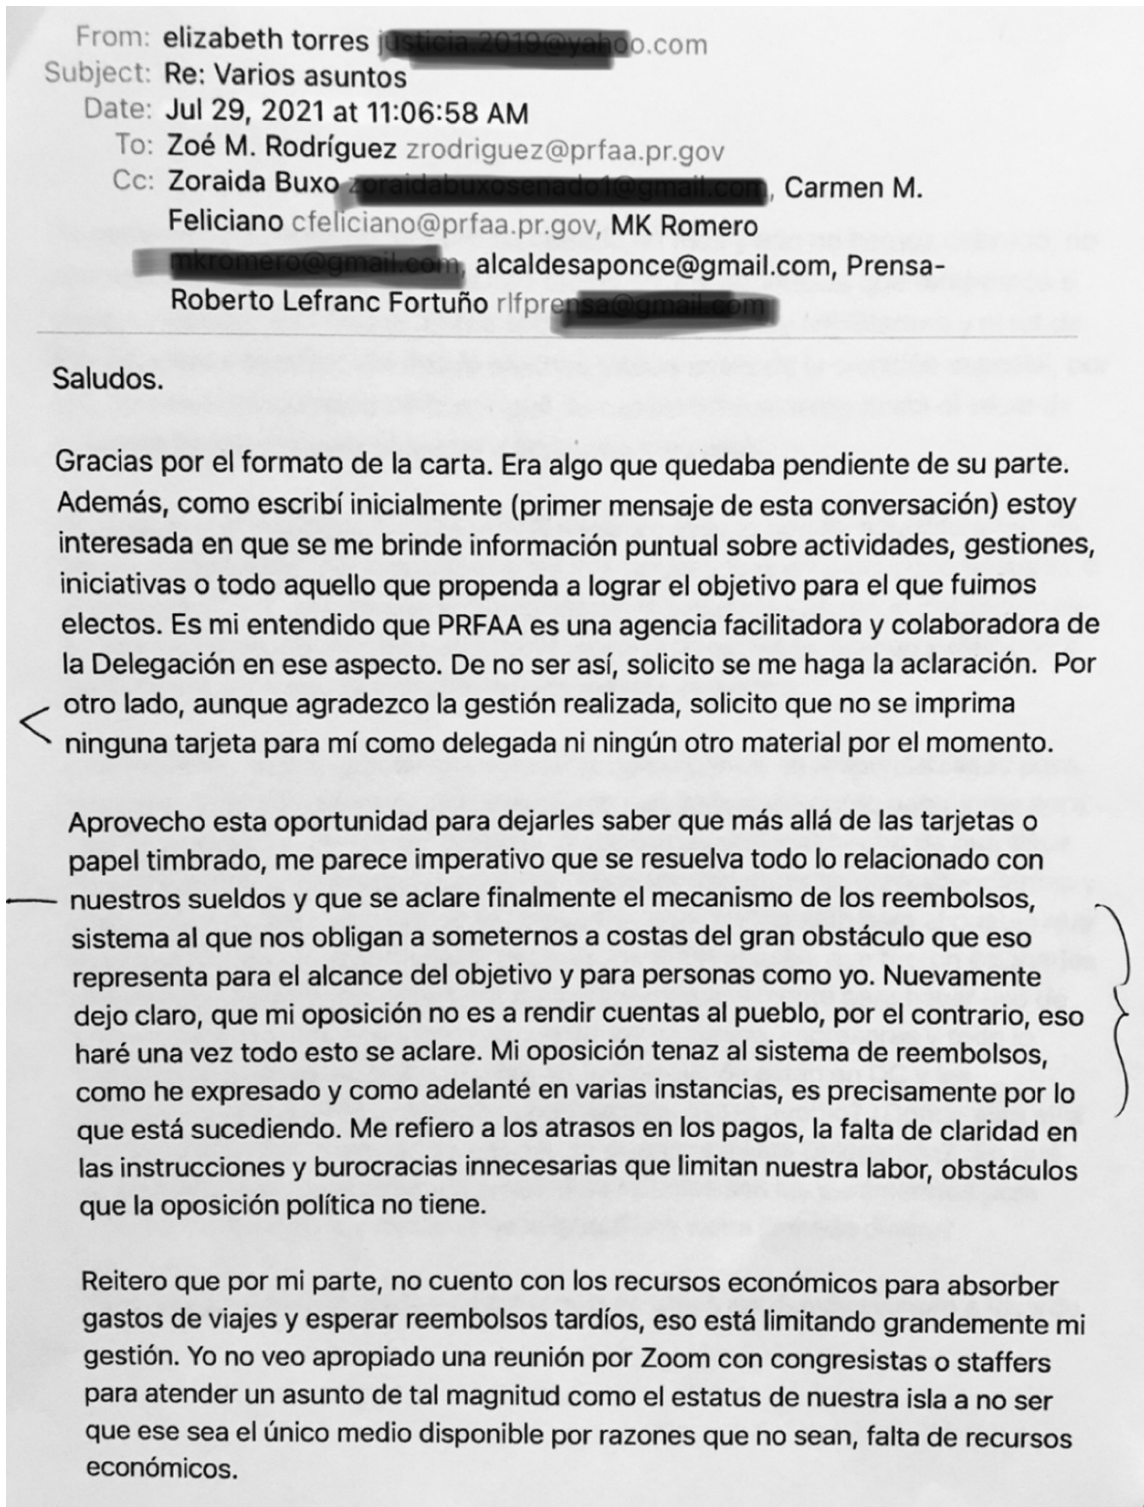 From: elizabeth torres
Subject: Re: Varios asuntos
Date: Jul 29, 2021 at 11:06:58 AM
To: Zoé M. Rodríguez zrodriguez@prfaa.pr.gov
Cc: Zoraida Buxo , Carmen M.
Feliciano cfeliciano@prfaa.pr.gov, MK Romero
, alcaldesaponce@gmail.com, Prensa-
Roberto Lefranc Fortuño
Saludos.
Gracias por el formato de la carta. Era algo que quedaba pendiente de su parte.
Además, como escribí inicialmente (primer mensaje de esta conversación) estoy
interesada en que se me brinde información puntual sobre actividades, gestiones,
iniciativas o todo aquello que propenda a lograr el objetivo para el que fuimos
electos. Es mi entendido que PRFAA es una agencia facilitadora y colaboradora de
la Delegación en ese aspecto. De no ser así, solicito se me haga la aclaración. Por
otro lado, aunque agradezco la gestión realizada, solicito que no se imprima
ninguna tarjeta para mí como delegada ni ningún otro material por el momento.
Aprovecho esta oportunidad para dejarles saber que más allá de las tarjetas o
papel timbrado, me parece imperativo que se resuelva todo lo relacionado con
nuestros sueldos y que se aclare finalmente el mecanismo de los reembolsos,
sistema al que nos obligan a someternos a costas del gran obstáculo que eso
representa para el alcance del objetivo y para personas como yo. Nuevamente
dejo claro, que mi oposición no es a rendir cuentas al pueblo, por el contrario, eso
haré una vez todo esto se aclare. Mi oposición tenaz al sistema de reembolsos,
como he expresado y como adelanté en varias instancias, es precisamente por lo
que está sucediendo. Me refiero a los atrasos en los pagos, la falta de claridad en
las instrucciones y burocracias innecesarias que limitan nuestra labor, obstáculos
que la oposición política no tiene.
Reitero que por mi parte, no cuento con los recursos económicos para absorber
gastos de viajes y esperar reembolsos tardíos, eso está limitando grandemente mi
gestión. Yo no veo apropiado una reunión por Zoom con congresistas o staffers
para atender un asunto de tal magnitud como el estatus de nuestra isla a no ser
que ese sea el único medio disponible por razones que no sean, falta de recursos
económicos.